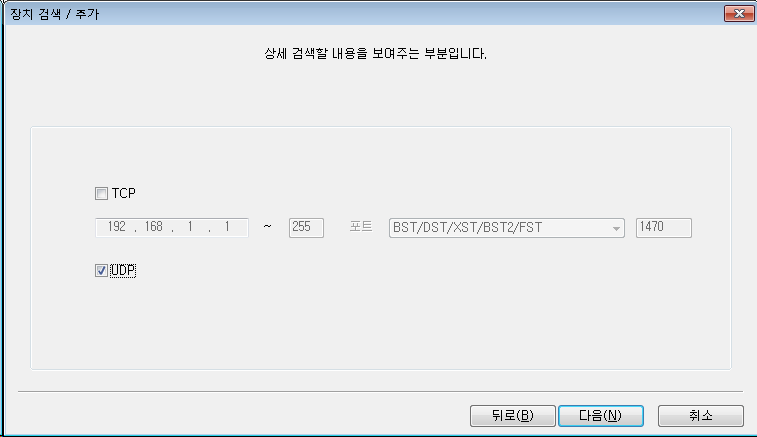 장치 검색 / 추가
상세 검색할 내용을 보여주는 부분입니다.
TCP
192 . 168 . 1 . 1 ~ 255 포트 BST/DST/XST/BST2/FST 1470
UDP
뒤로(B) 다음(N) 취소